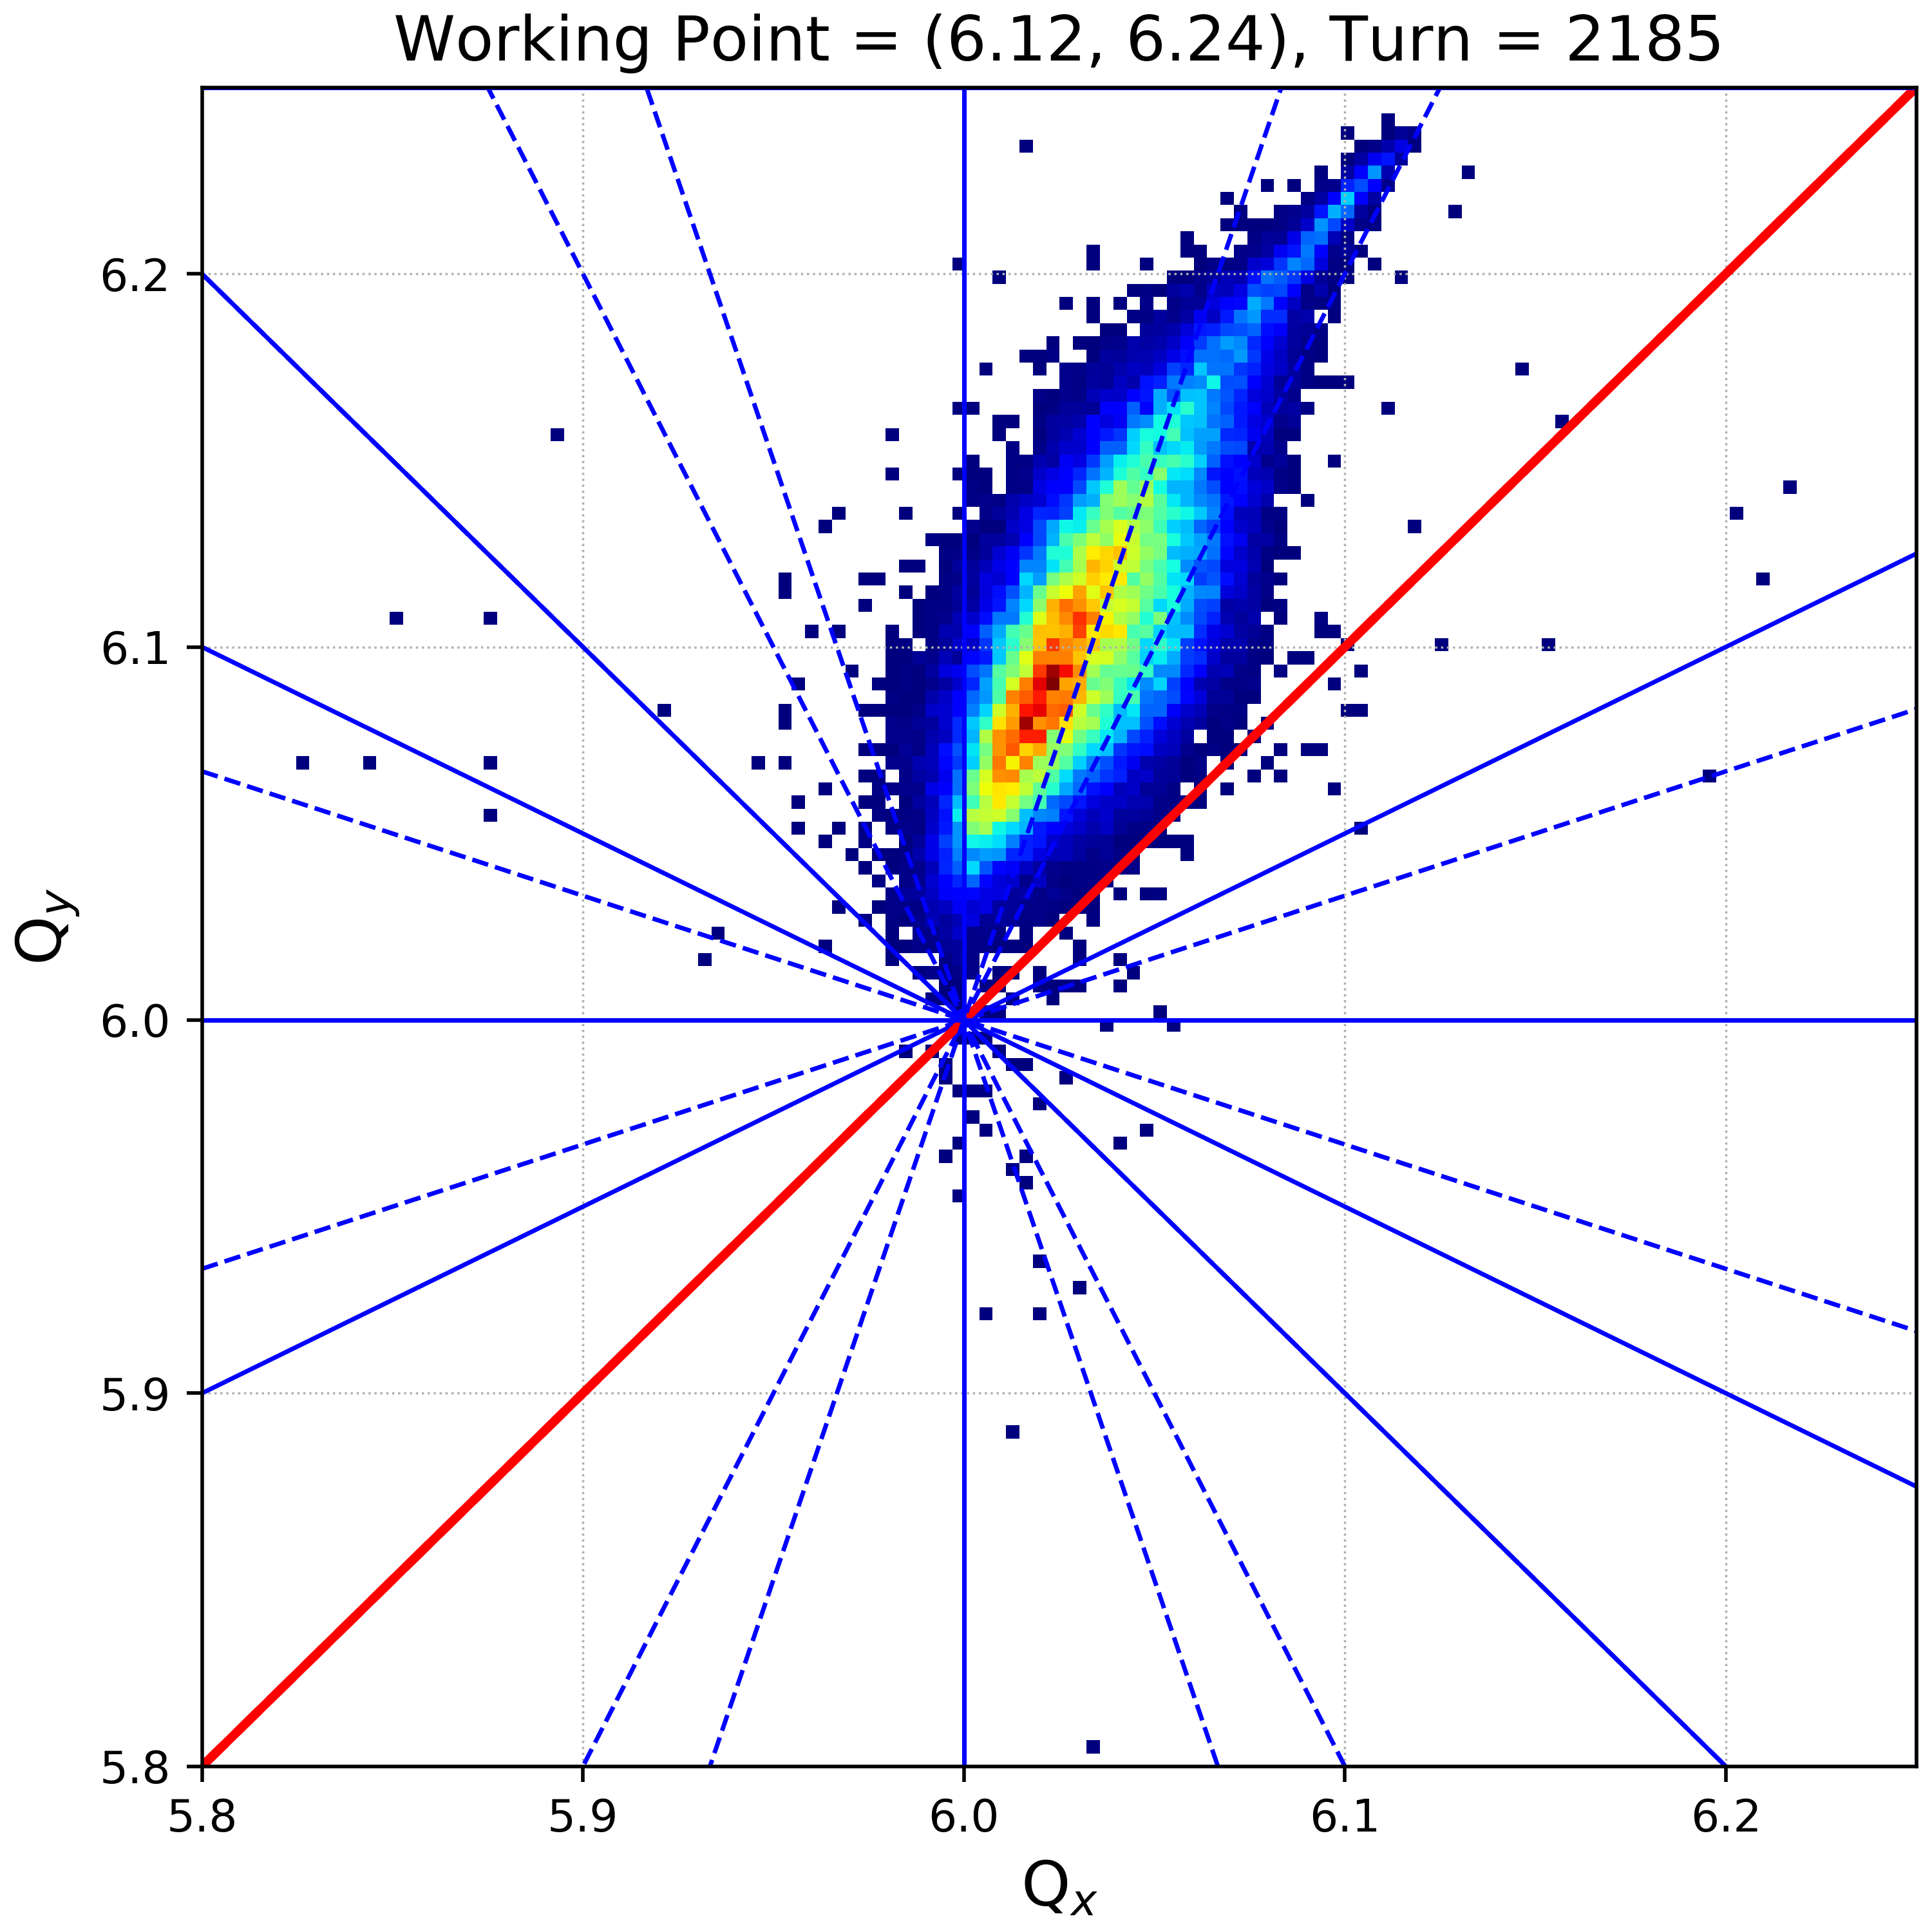 Working Point = (6.12, 6.24), Turn = 2185
6.2
6.1
6.0
5.9
5.8
Qy
5.8 5.9 6.0 6.1 6.2
Qx